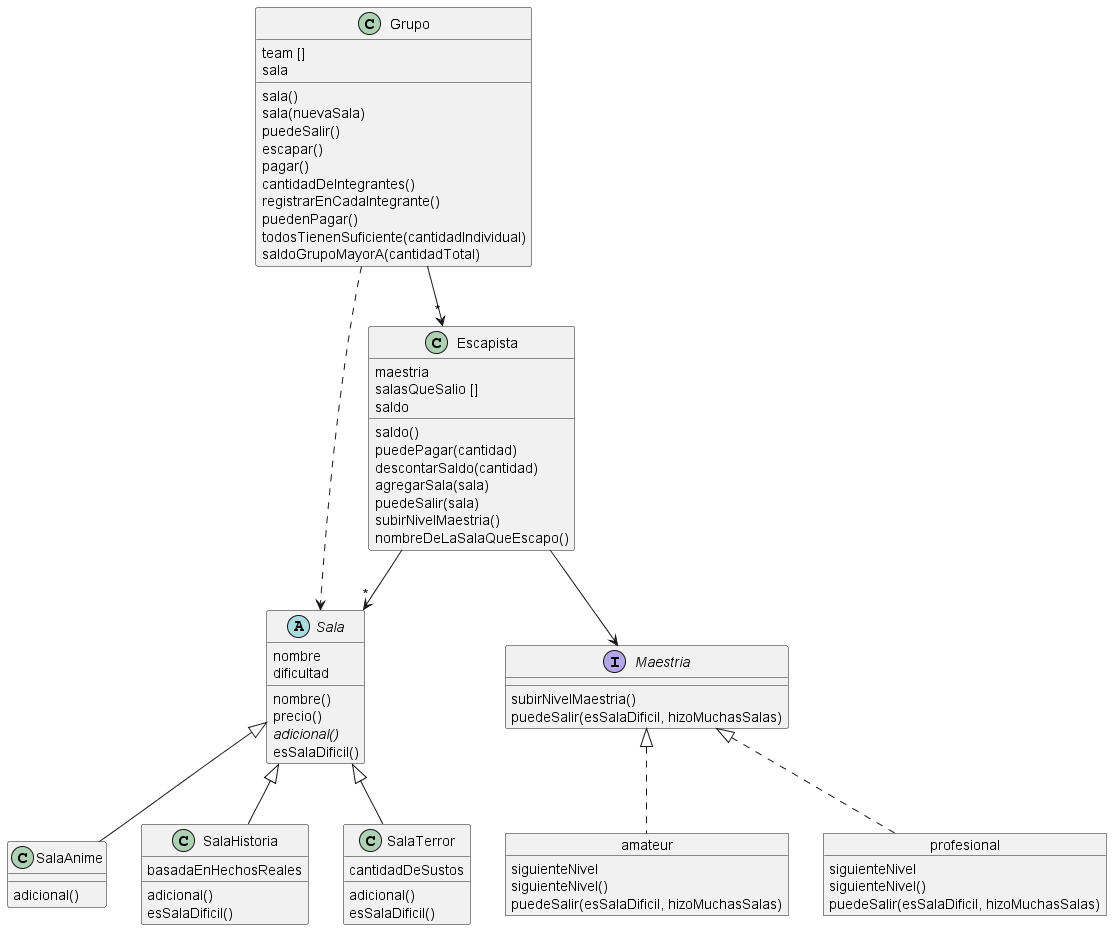 C Grupo
team []
sala
sala()
sala(nuevaSala)
puedeSalir()
escapar()
pagar()
cantidadDeIntegrantes()
registrarEnCadaIntegrante()
puedenPagar()
todosTienenSuficiente(cantidadIndividual)
saldoGrupoMayorA(cantidadTotal)
*
C Escapista
maestria
salasQueSalio []
saldo
saldo()
puedePagar(cantidad)
descontarSaldo(cantidad)
agregarSala(sala)
puedeSalir(sala)
subirNivelMaestria()
nombreDeLaSalaQueEscapo()
*
A Sala
nombre
dificultad
nombre()
precio()
adicional()
esSalaDificil()
I Maestria
subirNivelMaestria()
puedeSalir(esSalaDificil, hizoMuchasSalas)
C SalaAnime
adicional()
C SalaHistoria
basadaEnHechosReales
adicional()
esSalaDificil()
C SalaTerror
cantidadDeSustos
adicional()
esSalaDificil()
amateur
siguienteNivel
siguienteNivel()
puedeSalir(esSalaDificil, hizoMuchasSalas)
profesional
siguienteNivel
siguienteNivel()
puedeSalir(esSalaDificil, hizoMuchasSalas)